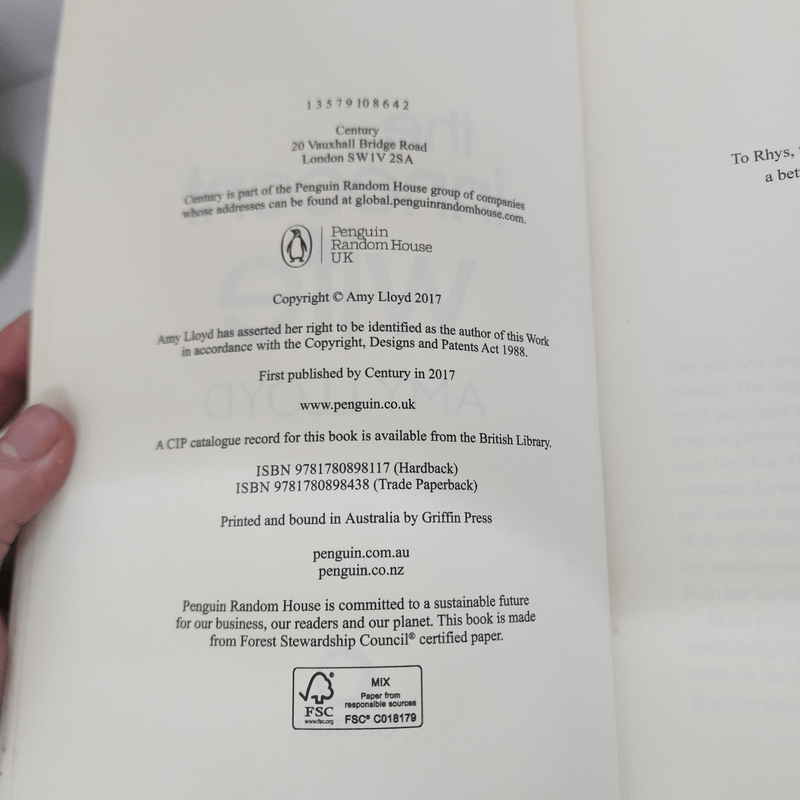 1 3 5 7 9 10 8 6 4 2
Century
20 Vauxhall Bridge Road
London SW1V 2SA
Century is part of the Penguin Random House group of companies
whose addresses can be found at global.penguinrandomhouse.com.
Penguin
Random House
UK
Copyright © Amy Lloyd 2017
Amy Lloyd has asserted her right to be identified as the author of this Work
in accordance with the Copyright, Designs and Patents Act 1988.
First published by Century in 2017
www.penguin.co.uk
A CIP catalogue record for this book is available from the British Library.
ISBN 9781780898117 (Hardback)
ISBN 9781780898438 (Trade Paperback)
Printed and bound in Australia by Griffin Press
penguin.com.au
penguin.co.nz
Penguin Random House is committed to a sustainable future
for our business, our readers and our planet. This book is made
from Forest Stewardship Council® certified paper.
FSC
www.fsc.org
MIX
Paper from
responsible sources
FSC® C018179
To Rhys,
a bet